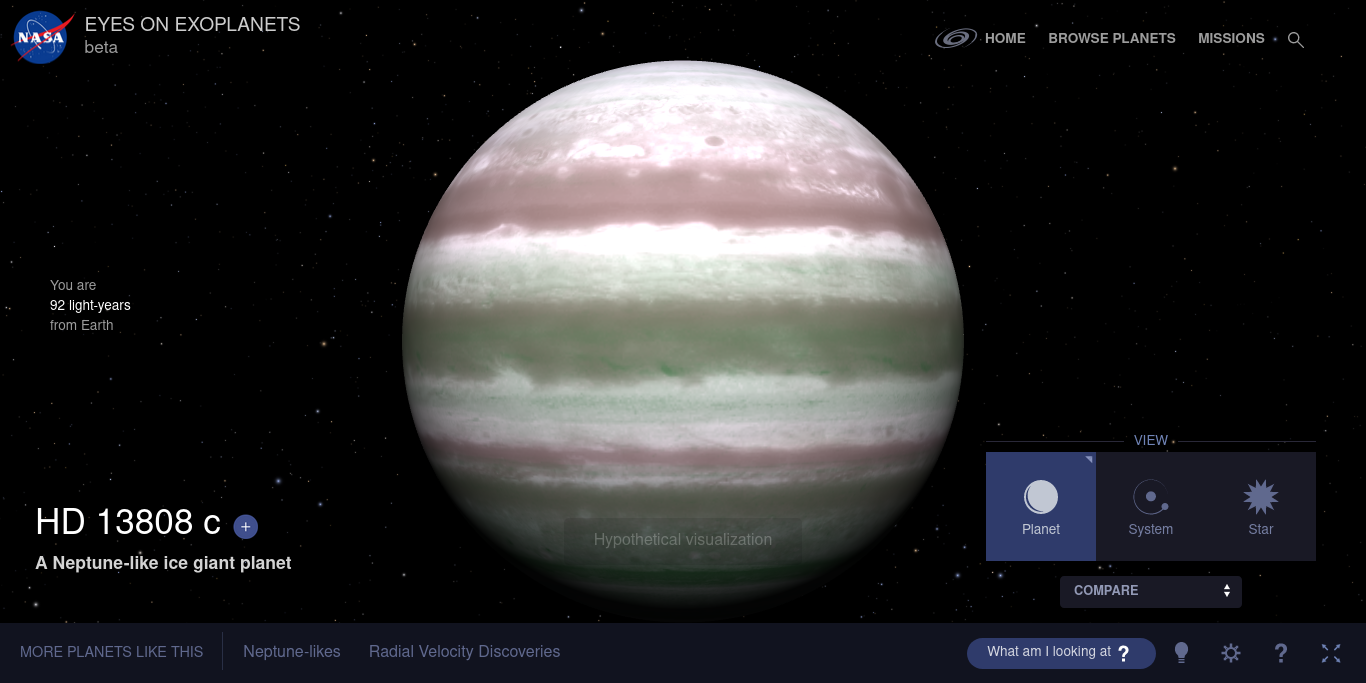 NASA
EYES ON EXOPLANETS
beta
HOME
BROWSE PLANETS
MISSIONS
You are
92 light-years
from Earth
HD 13808 c +
A Neptune-like ice giant planet
Hypothetical visualization
VIEW
Planet
System
Star
COMPARE
MORE PLANETS LIKE THIS
Neptune-likes
Radial Velocity Discoveries
What am I looking at ?
?